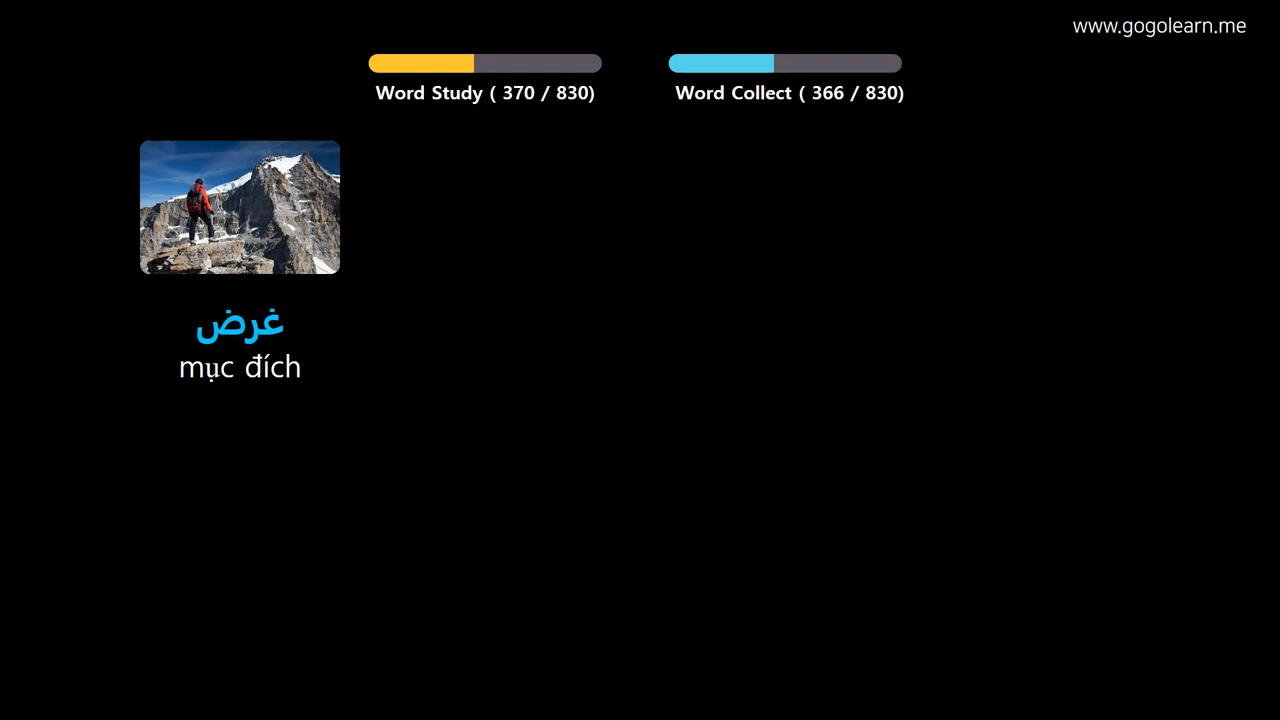 www.gogolearn.me
Word Study ( 370 / 830)
Word Collect ( 366 / 830)
غرض
mục đích